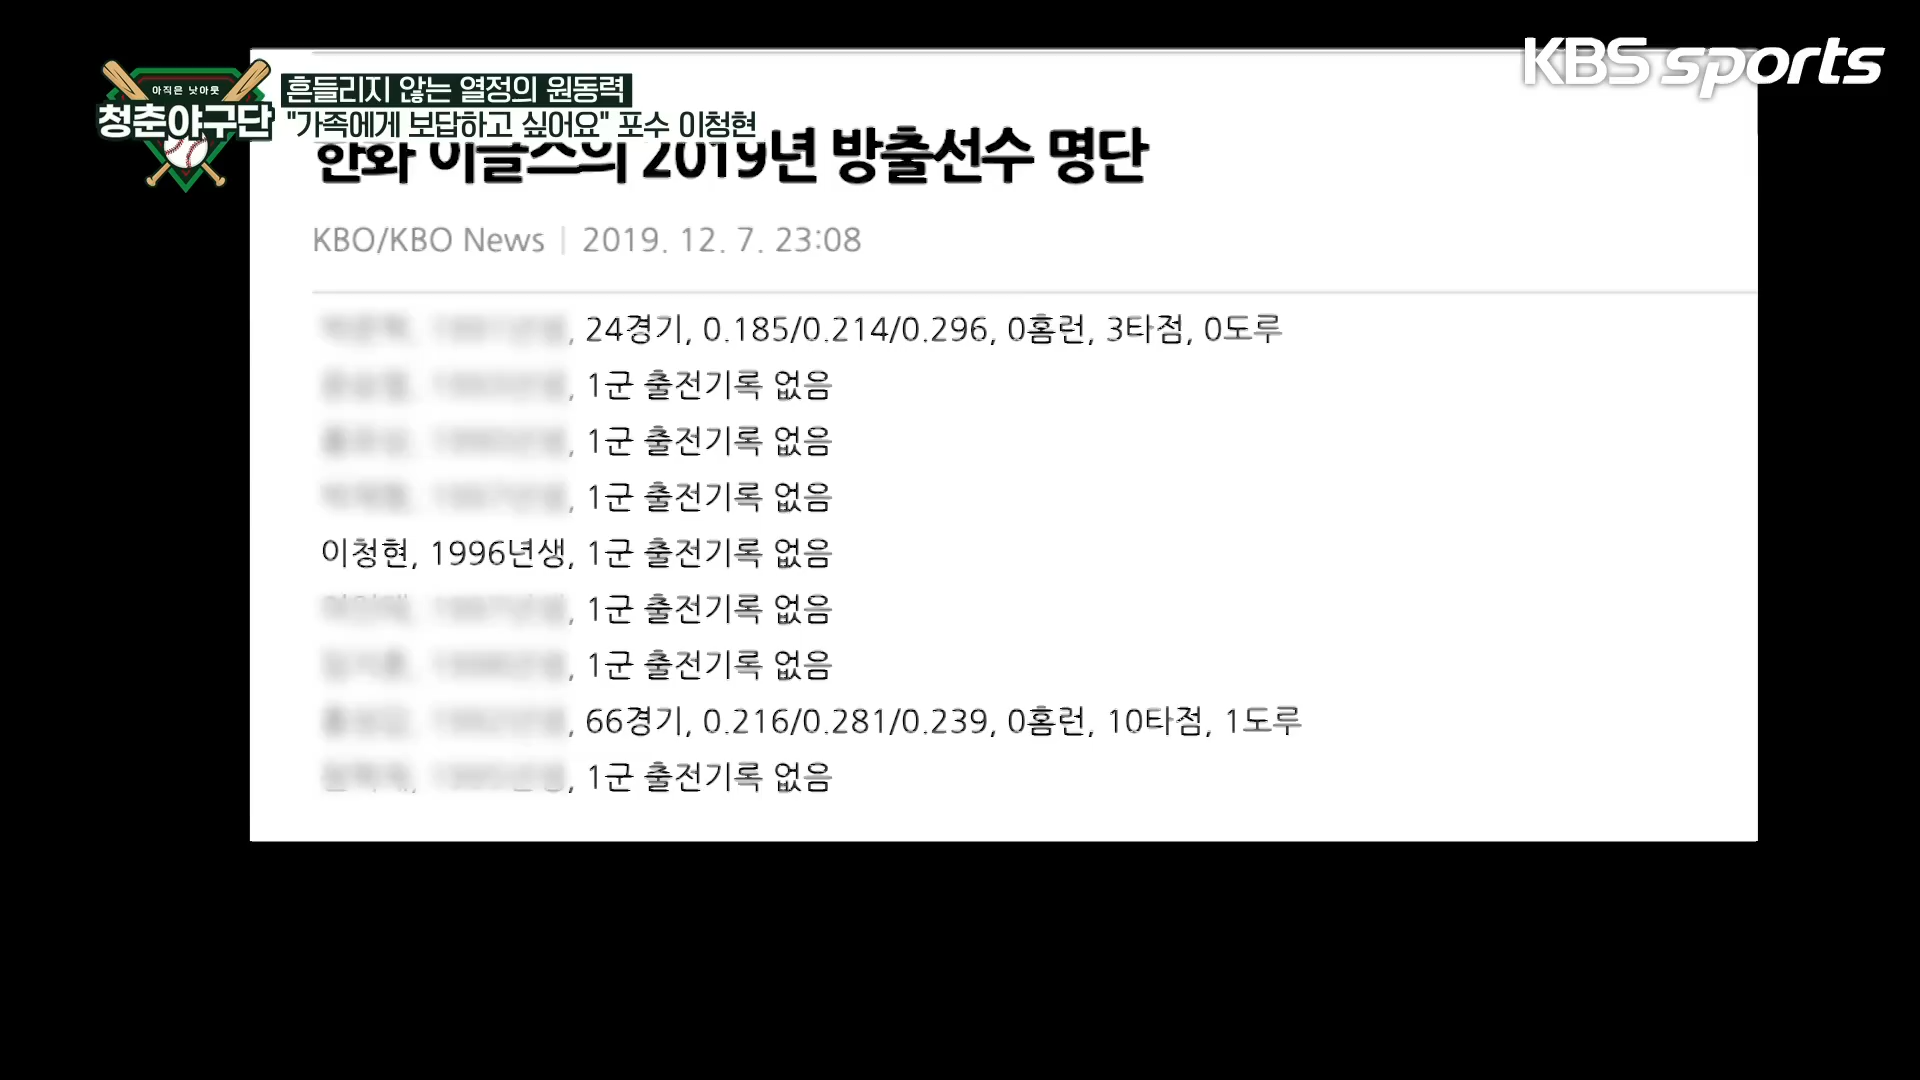 KBS sports
아직은 낫아웃
청춘야구단
흔들리지 않는 열정의 원동력
"가족에게 보답하고 싶어요" 포수 이청현
한화 이글스의 2019년 방출선수 명단
KBO/KBO News | 2019. 12. 7. 23:08
, 24경기, 0.185/0.214/0.296, 0홈런, 3타점, 0도루
, 1군 출전기록 없음
, 1군 출전기록 없음
, 1군 출전기록 없음
이청현, 1996년생, 1군 출전기록 없음
, 1군 출전기록 없음
, 1군 출전기록 없음
, 66경기, 0.216/0.281/0.239, 0홈런, 10타점, 1도루
, 1군 출전기록 없음